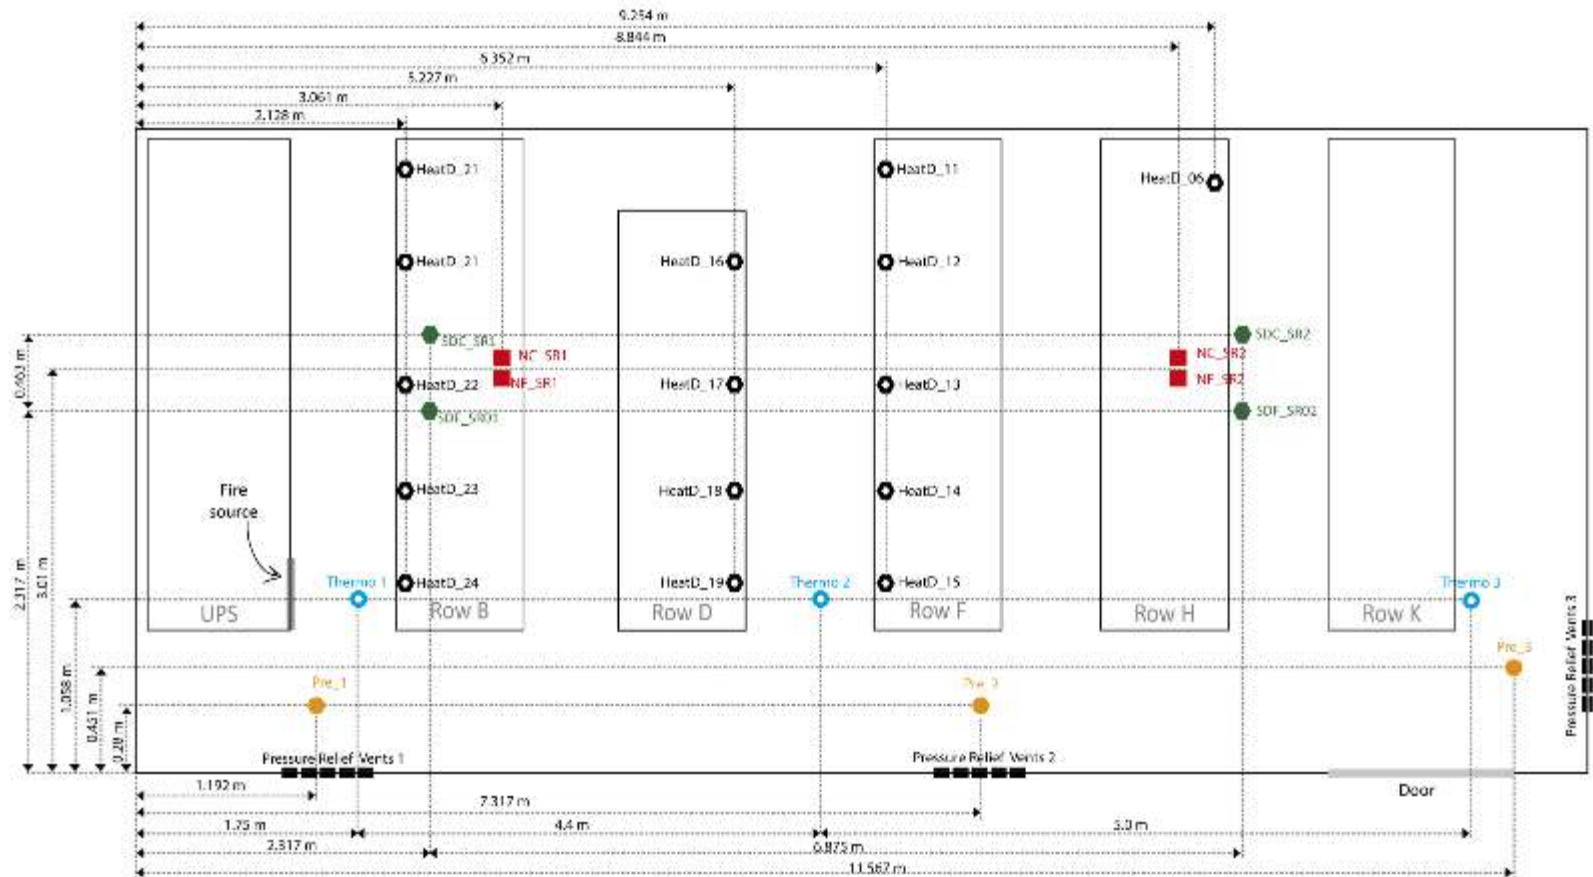 9.254 m
8.844 m
6.352 m
5.227 m
3.061 m
2.128 m
HeatD_21
HeatD_11
HeatD_06
HeatD_21
HeatD_16
HeatD_12
SDC_SR1
SDC_SR2
NC_SR1
NC_SR2
HeatD_22
NF_SR1
HeatD_17
HeatD_13
NF_SR2
SDF_SR01
SDF_SR02
HeatD_23
HeatD_18
HeatD_14
Fire
source
Thermo 1
HeatD_24
HeatD_19
Thermo 2
HeatD_15
Thermo 3
UPS
Row B
Row D
Row F
Row H
Row K
2.317 m
3.01 m
1.058 m
0.28 m
Pre_1
Pressure Relief Vents 3
Pressure Relief Vents 1
Pressure Relief Vents 2
Door
1.192 m
7.317 m
1.75 m
4.4 m
2.317 m
6.875 m
11.567 m